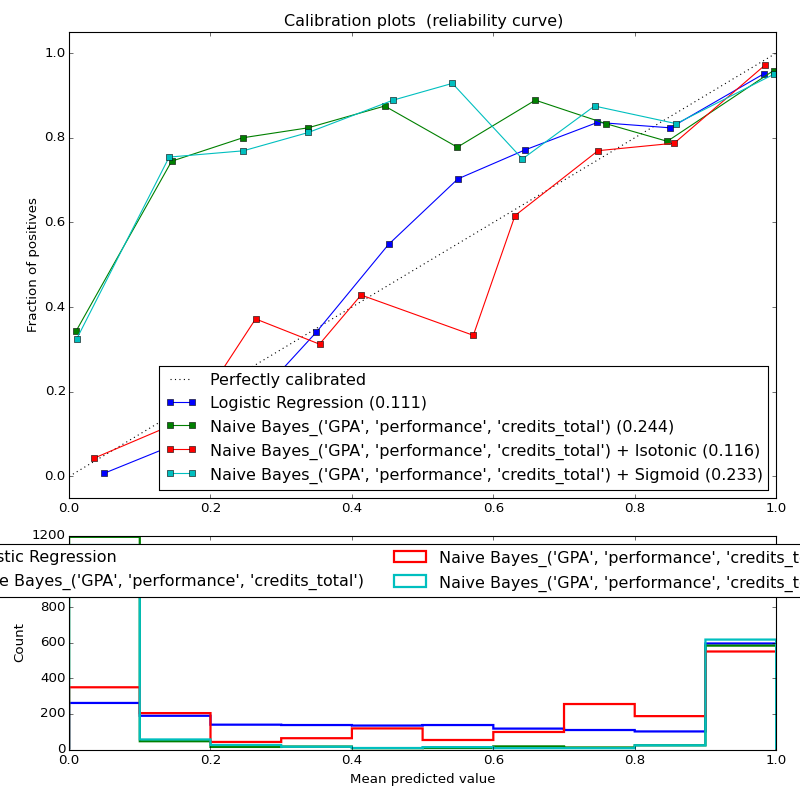 Calibration plots (reliability curve)
1.0
0.8
0.6
0.4
0.2
0.0
Fraction of positives
Perfectly calibrated
Logistic Regression (0.111)
Naive Bayes_('GPA', 'performance', 'credits_total') (0.244)
Naive Bayes_('GPA', 'performance', 'credits_total') + Isotonic (0.116)
Naive Bayes_('GPA', 'performance', 'credits_total') + Sigmoid (0.233)
0.0 0.2 0.4 0.6 0.8 1.0
1200
stic Regression
e Bayes_('GPA', 'performance', 'credits_total')
Naive Bayes_('GPA', 'performance', 'credits_t
Naive Bayes_('GPA', 'performance', 'credits_t
800
600
400
200
0
Count
0.0 0.2 0.4 0.6 0.8 1.0
Mean predicted value